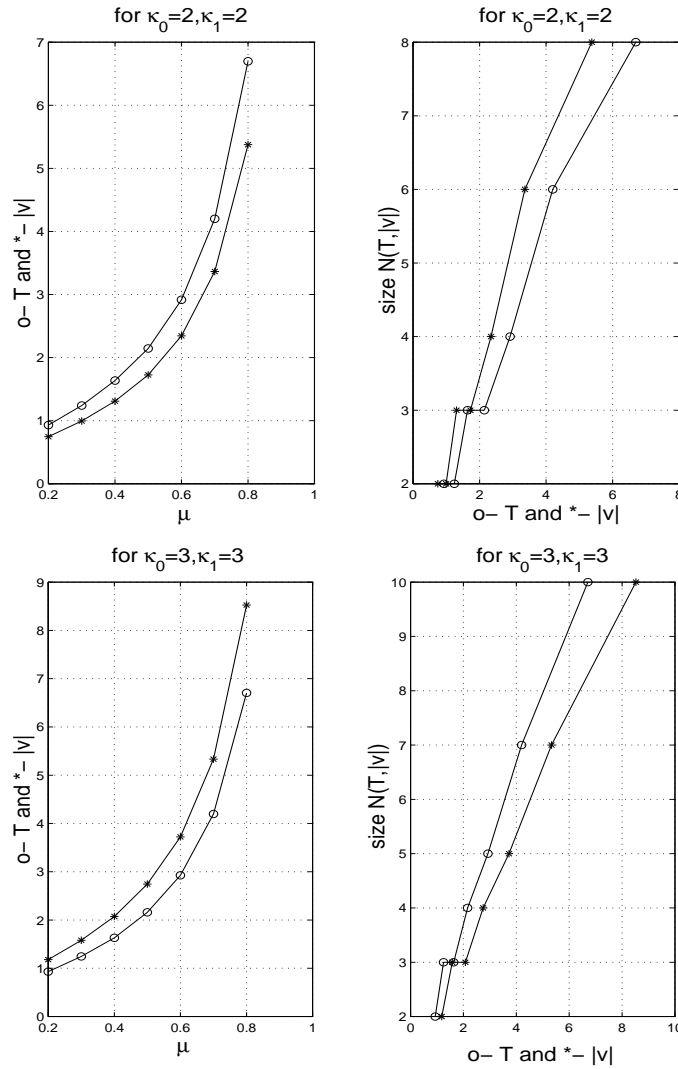 for κ0=2,κ1=2
7
6
5
4
3
2
1
0
o– T and *– |v|
0.2 0.4 0.6 0.8 1
μ
for κ0=2,κ1=2
8
7
6
5
4
3
2
size N(T,|v|)
0 2 4 6 8
o– T and *– |v|
for κ0=3,κ1=3
9
8
7
6
5
4
3
2
1
0
o– T and *– |v|
0.2 0.4 0.6 0.8 1
μ
for κ0=3,κ1=3
10
9
8
7
6
5
4
3
2
size N(T,|v|)
0 2 4 6 8 10
o– T and *– |v|